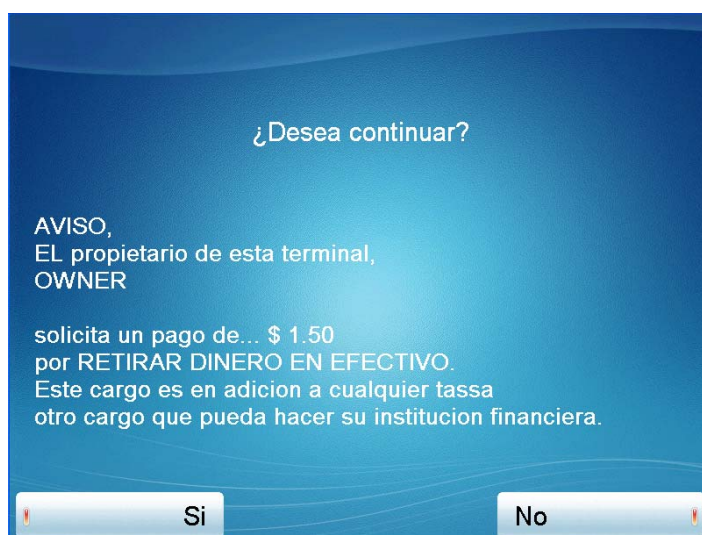 ¿Desea continuar?
AVISO,
EL propietario de esta terminal,
OWNER
solicita un pago de... $ 1.50
por RETIRAR DINERO EN EFECTIVO.
Este cargo es en adicion a cualquier tassa
otro cargo que pueda hacer su institucion financiera.
Si
No